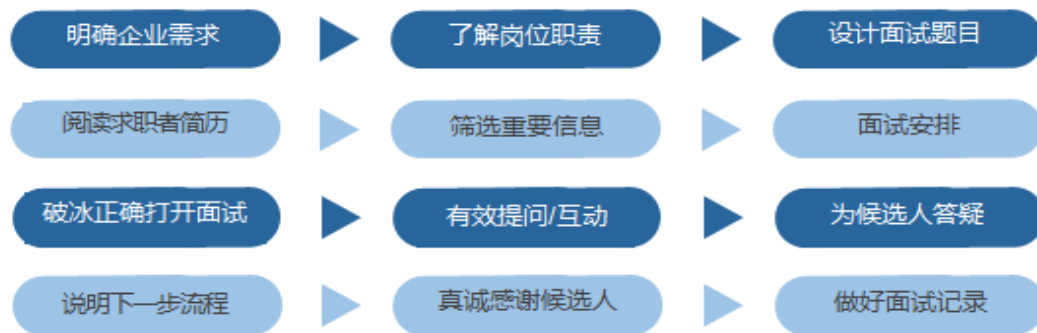 明确企业需求
了解岗位职责
设计面试题目
阅读求职者简历
筛选重要信息
面试安排
破冰正确打开面试
有效提问/互动
为候选人答疑
说明下一步流程
真诚感谢候选人
做好面试记录